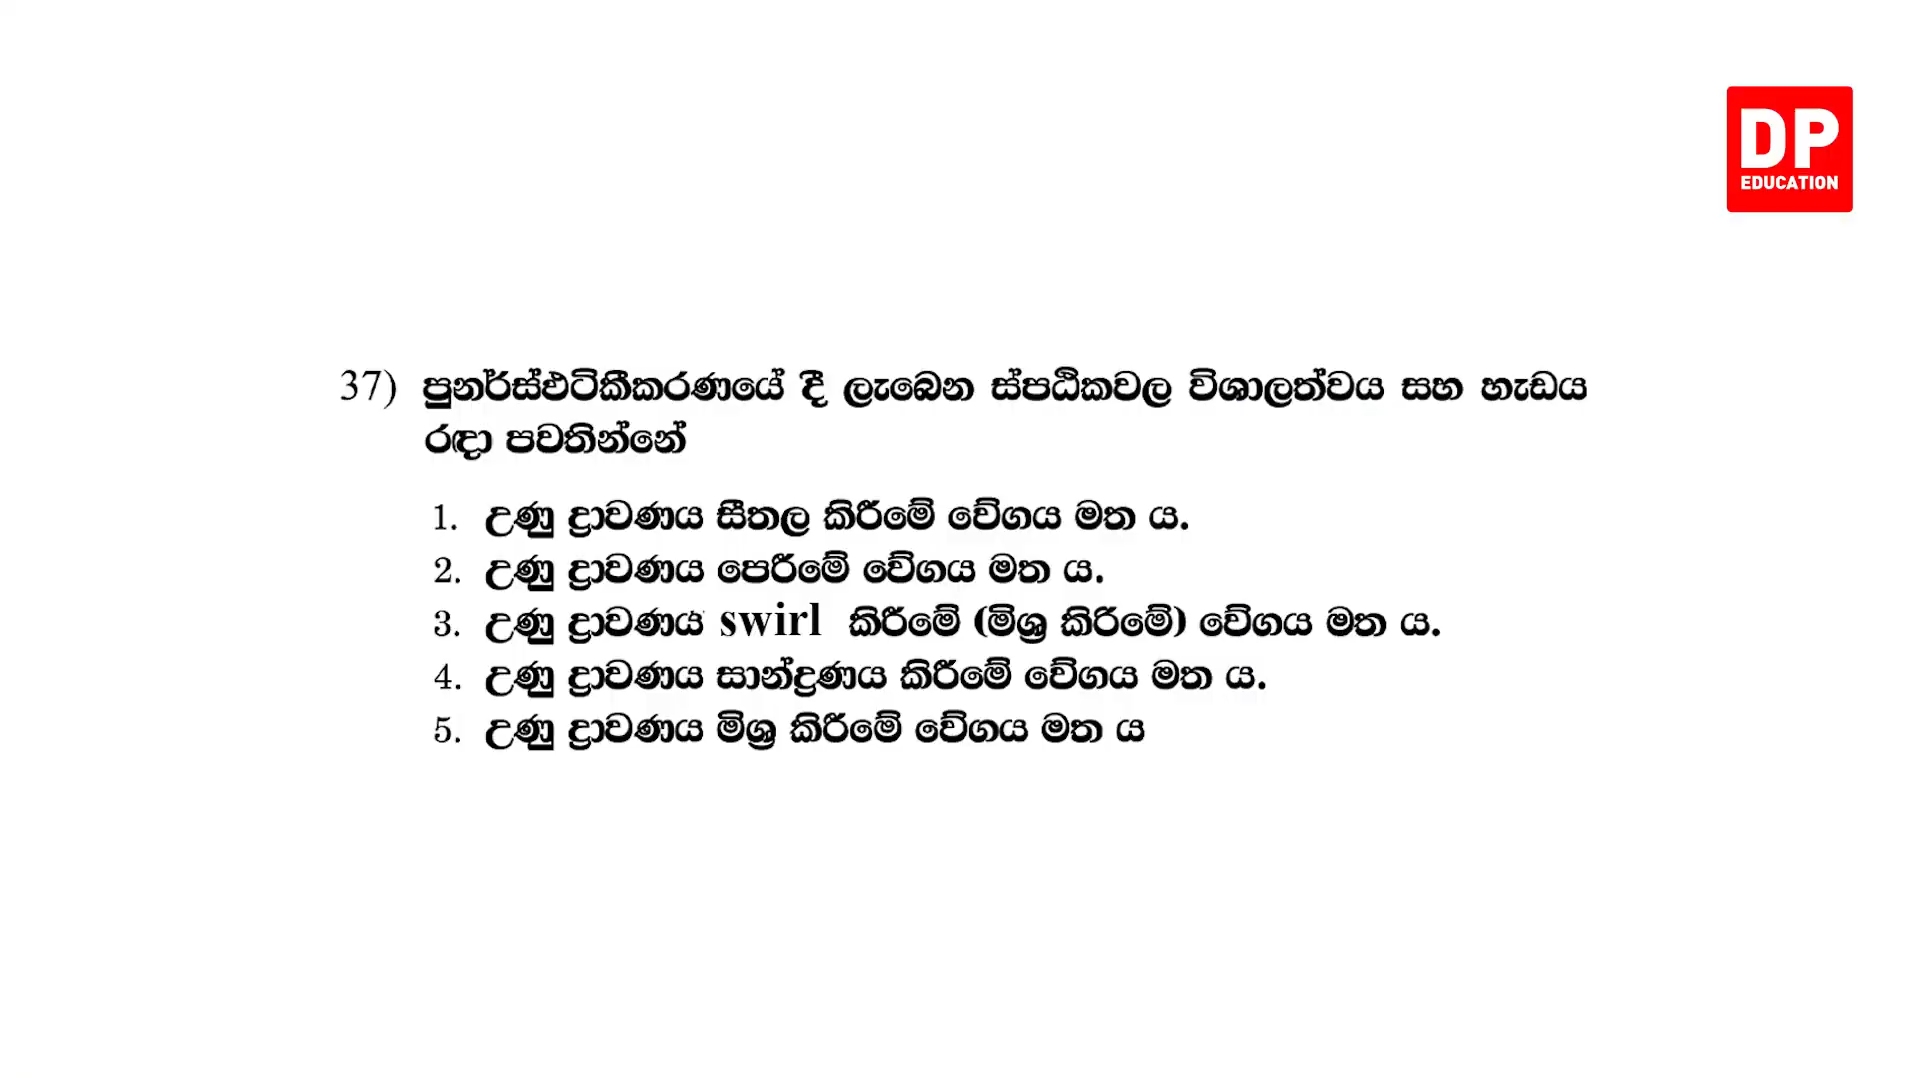 DP
EDUCATION
37) පුනර්ස්ඵටිකීකරණයේ දී ලැබෙන ස්පඨිකවල විශාලත්වය සහ හැඩය
රඳා පවතින්නේ
1. උණු ද්‍රාවණය සීතල කිරීමේ වේගය මත ය.
2. උණු ද්‍රාවණය පෙරීමේ වේගය මත ය.
3. උණු ද්‍රාවණය swirl කිරීමේ (මිශ්‍ර කිරීමේ) වේගය මත ය.
4. උණු ද්‍රාවණය සාන්ද්‍රණය කිරීමේ වේගය මත ය.
5. උණු ද්‍රාවණය මිශ්‍ර කිරීමේ වේගය මත ය